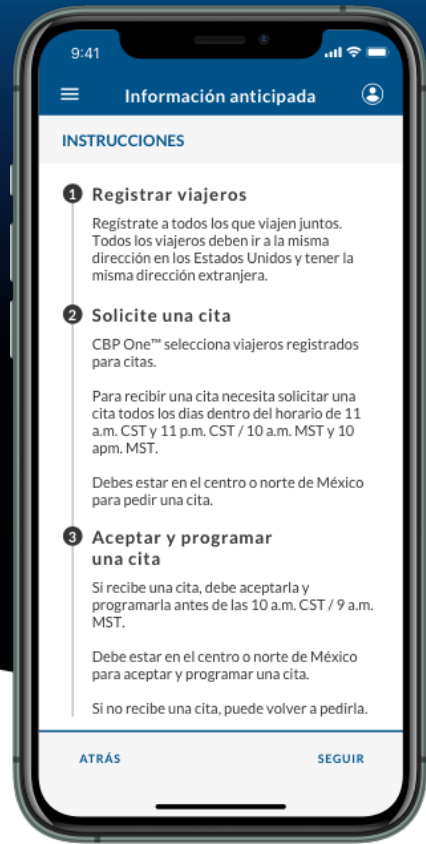 9:41
Información anticipada
INSTRUCCIONES
1 Registrar viajeros
Regístrate a todos los que viajen juntos.
Todos los viajeros deben ir a la misma
dirección en los Estados Unidos y tener la
misma dirección extranjera.
2 Solicite una cita
CBP One™ selecciona viajeros registrados
para citas.
Para recibir una cita necesita solicitar una
cita todos los dias dentro del horario de 11
a.m. CST y 11 p.m. CST / 10 a.m. MST y 10
apm. MST.
Debes estar en el centro o norte de México
para pedir una cita.
3 Aceptar y programar
una cita
Si recibe una cita, debe aceptarla y
programarla antes de las 10 a.m. CST / 9 a.m.
MST.
Debe estar en el centro o norte de México
para aceptar y programar una cita.
Si no recibe una cita, puede volver a pedirla.
ATRÁS
SEGUIR